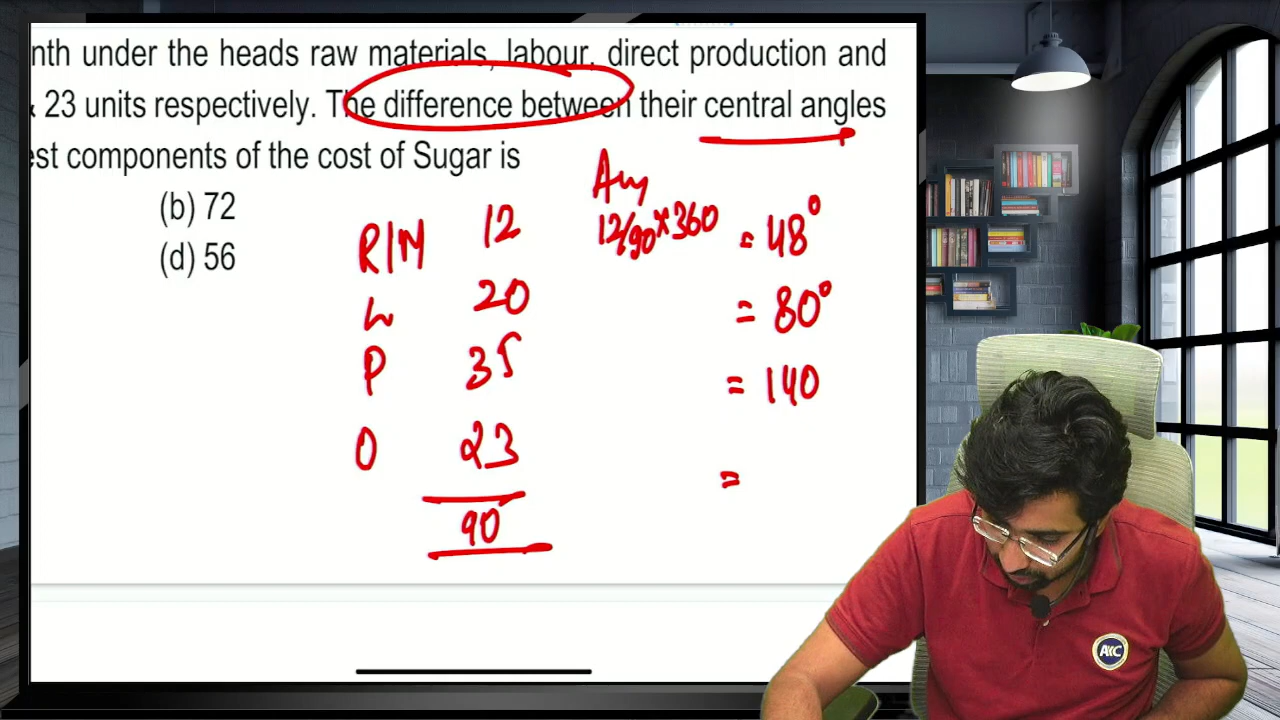 nth under the heads raw materials, labour, direct production and
& 23 units respectively. The difference between their central angles
est components of the cost of Sugar is
(b) 72
(d) 56
Ang
R/M 12 12/90 x 360 = 48°
L 20 = 80°
P 35 = 140
O 23 =
90
AKC